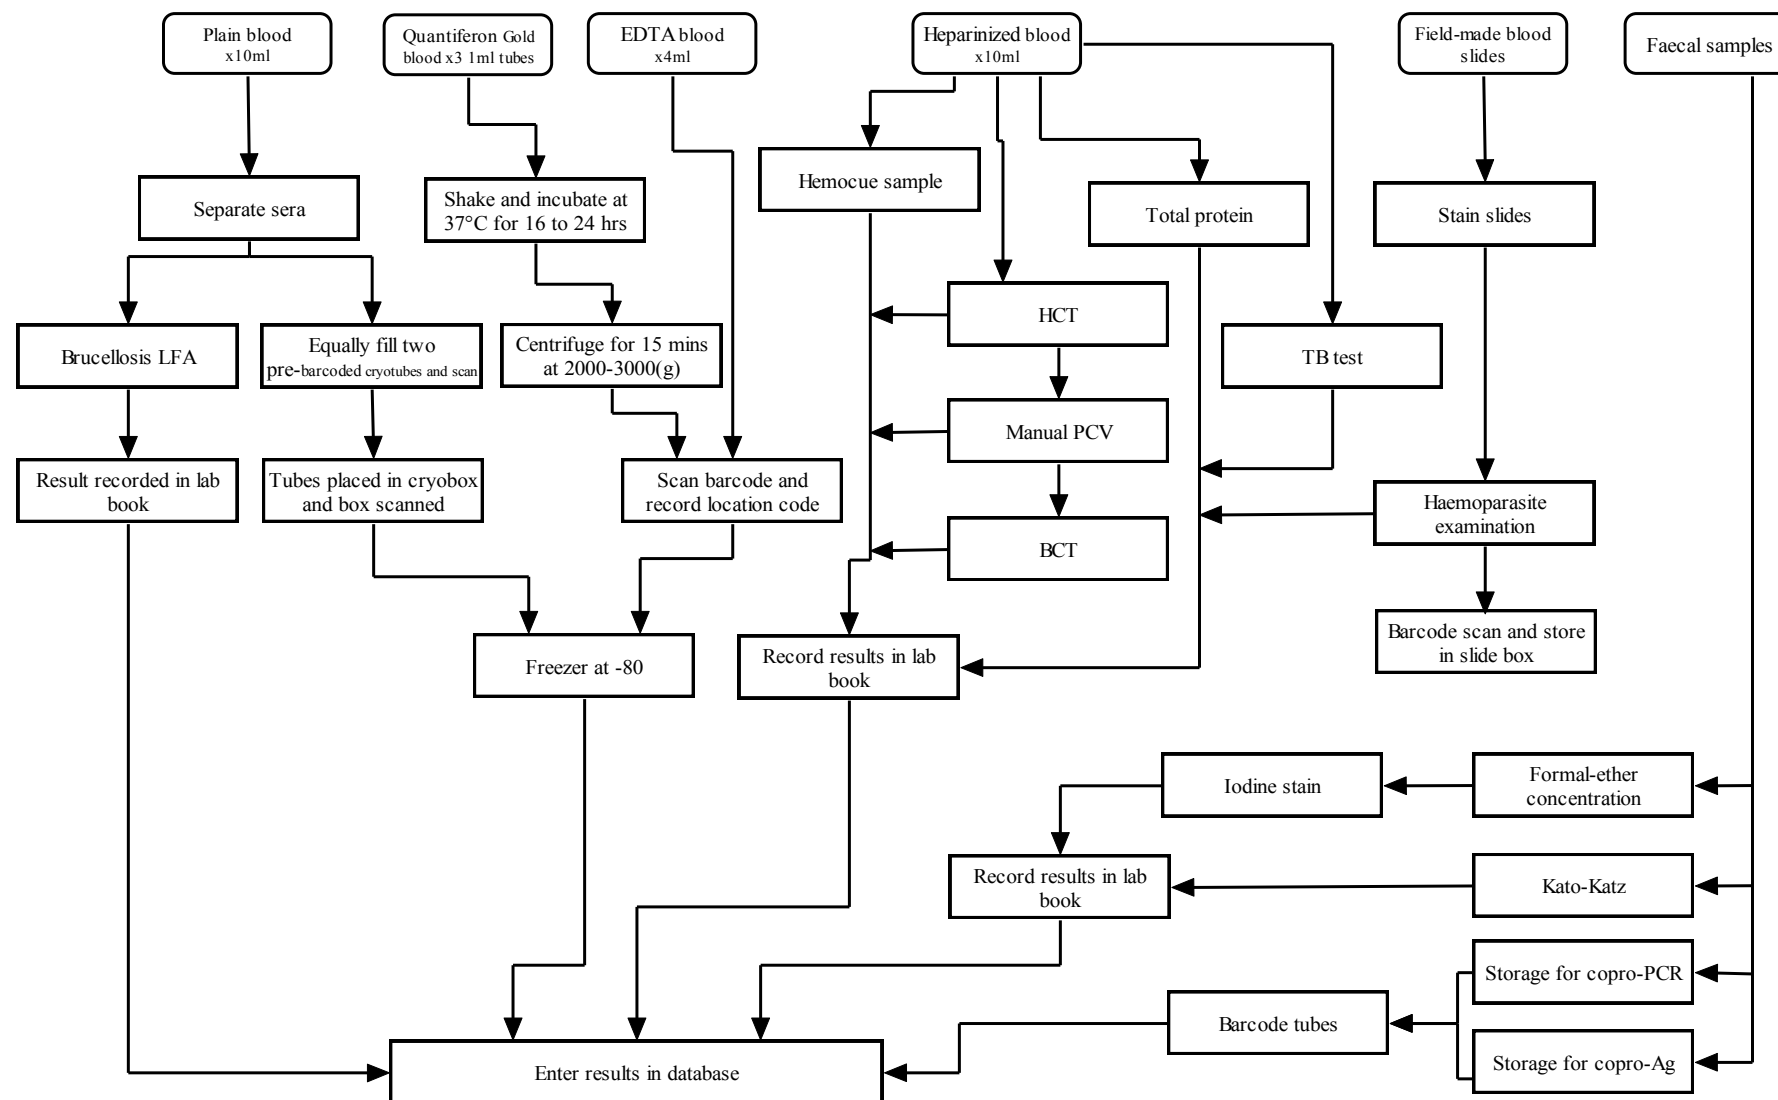 Plain blood
x10ml
Quantiferon Gold
blood x3 1ml tubes
EDTA blood
x4ml
Heparinized blood
x10ml
Field-made blood
slides
Faecal samples
Separate sera
Shake and incubate at
37°C for 16 to 24 hrs
Hemocue sample
Total protein
Stain slides
Brucellosis LFA
Equally fill two
pre-barcoded cryotubes and scan
Centrifuge for 15 mins
at 2000-3000(g)
HCT
TB test
Manual PCV
Result recorded in lab
book
Tubes placed in cryobox
and box scanned
Scan barcode and
record location code
BCT
Haemoparasite
examination
Freezer at -80
Record results in lab
book
Barcode scan and store
in slide box
Iodine stain
Formal-ether
concentration
Record results in lab
book
Kato-Katz
Storage for copro-PCR
Barcode tubes
Storage for copro-Ag
Enter results in database